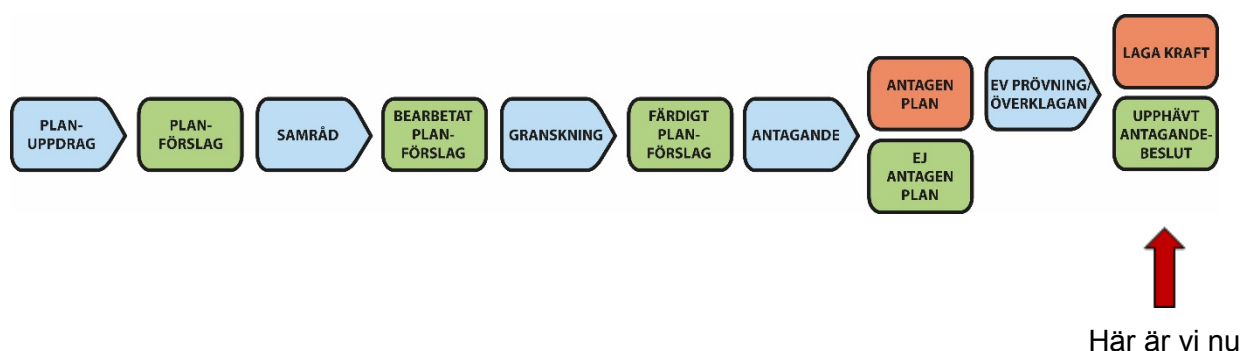 PLAN-
UPPDRAG
PLAN-
FÖRSLAG
SAMRÅD
BEARBETAT
PLAN-
FÖRSLAG
GRANSKNING
FÄRDIGT
PLAN-
FÖRSLAG
ANTAGANDE
ANTAGEN
PLAN
EJ
ANTAGEN
PLAN
EV PRÖVNING/
ÖVERKLAGAN
LAGA KRAFT
UPPHÄVT
ANTAGANDE-
BESLUT
Här är vi nu